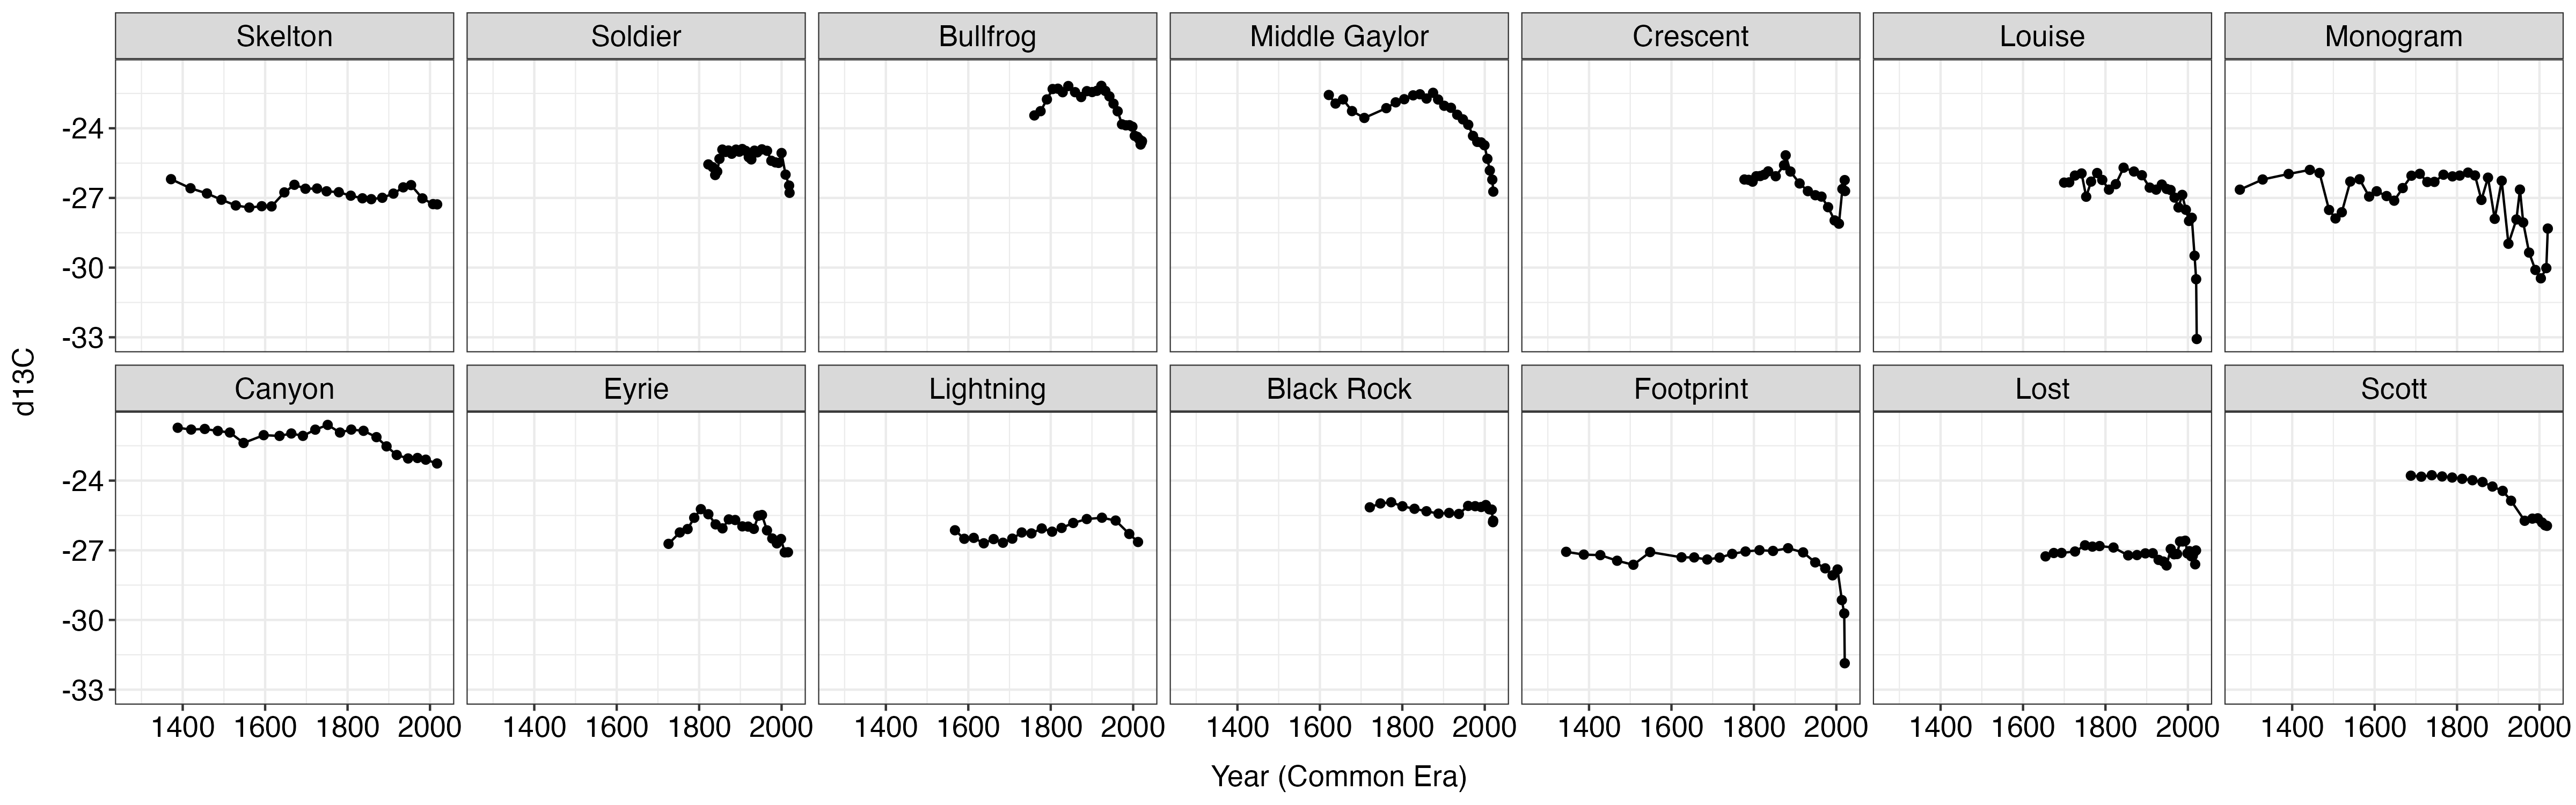 Skelton Soldier Bullfrog Middle Gaylor Crescent Louise Monogram
-24
-27
-30
-33
d13C
Canyon Eyrie Lightning Black Rock Footprint Lost Scott
-24
-27
-30
-33
1400 1600 1800 2000 1400 1600 1800 2000 1400 1600 1800 2000 1400 1600 1800 2000 1400 1600 1800 2000 1400 1600 1800 2000 1400 1600 1800 2000
Year (Common Era)